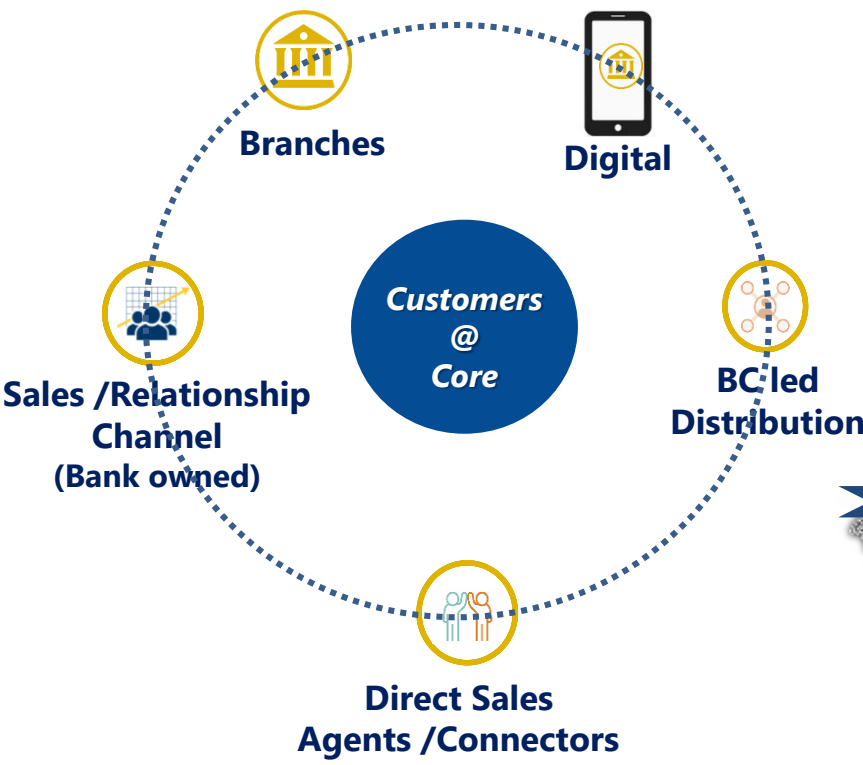 Branches
Digital
Customers
@
Core
Sales /Relationship
Channel
(Bank owned)
BC led
Distribution
Direct Sales
Agents /Connectors